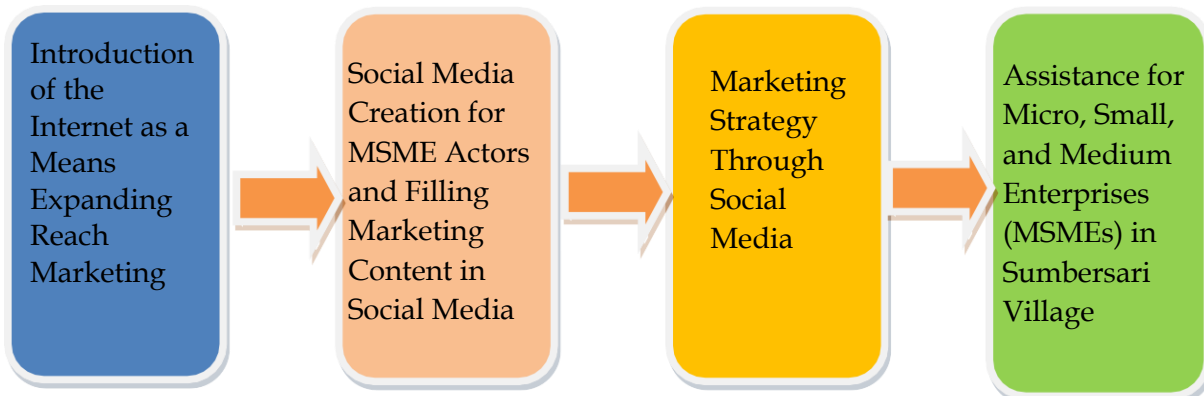 Introduction
of the
Internet as a
Means
Expanding
Reach
Marketing
Social Media
Creation for
MSME Actors
and Filling
Marketing
Content in
Social Media
Marketing
Strategy
Through
Social
Media
Assistance for
Micro, Small,
and Medium
Enterprises
(MSMEs) in
Sumbersari
Village